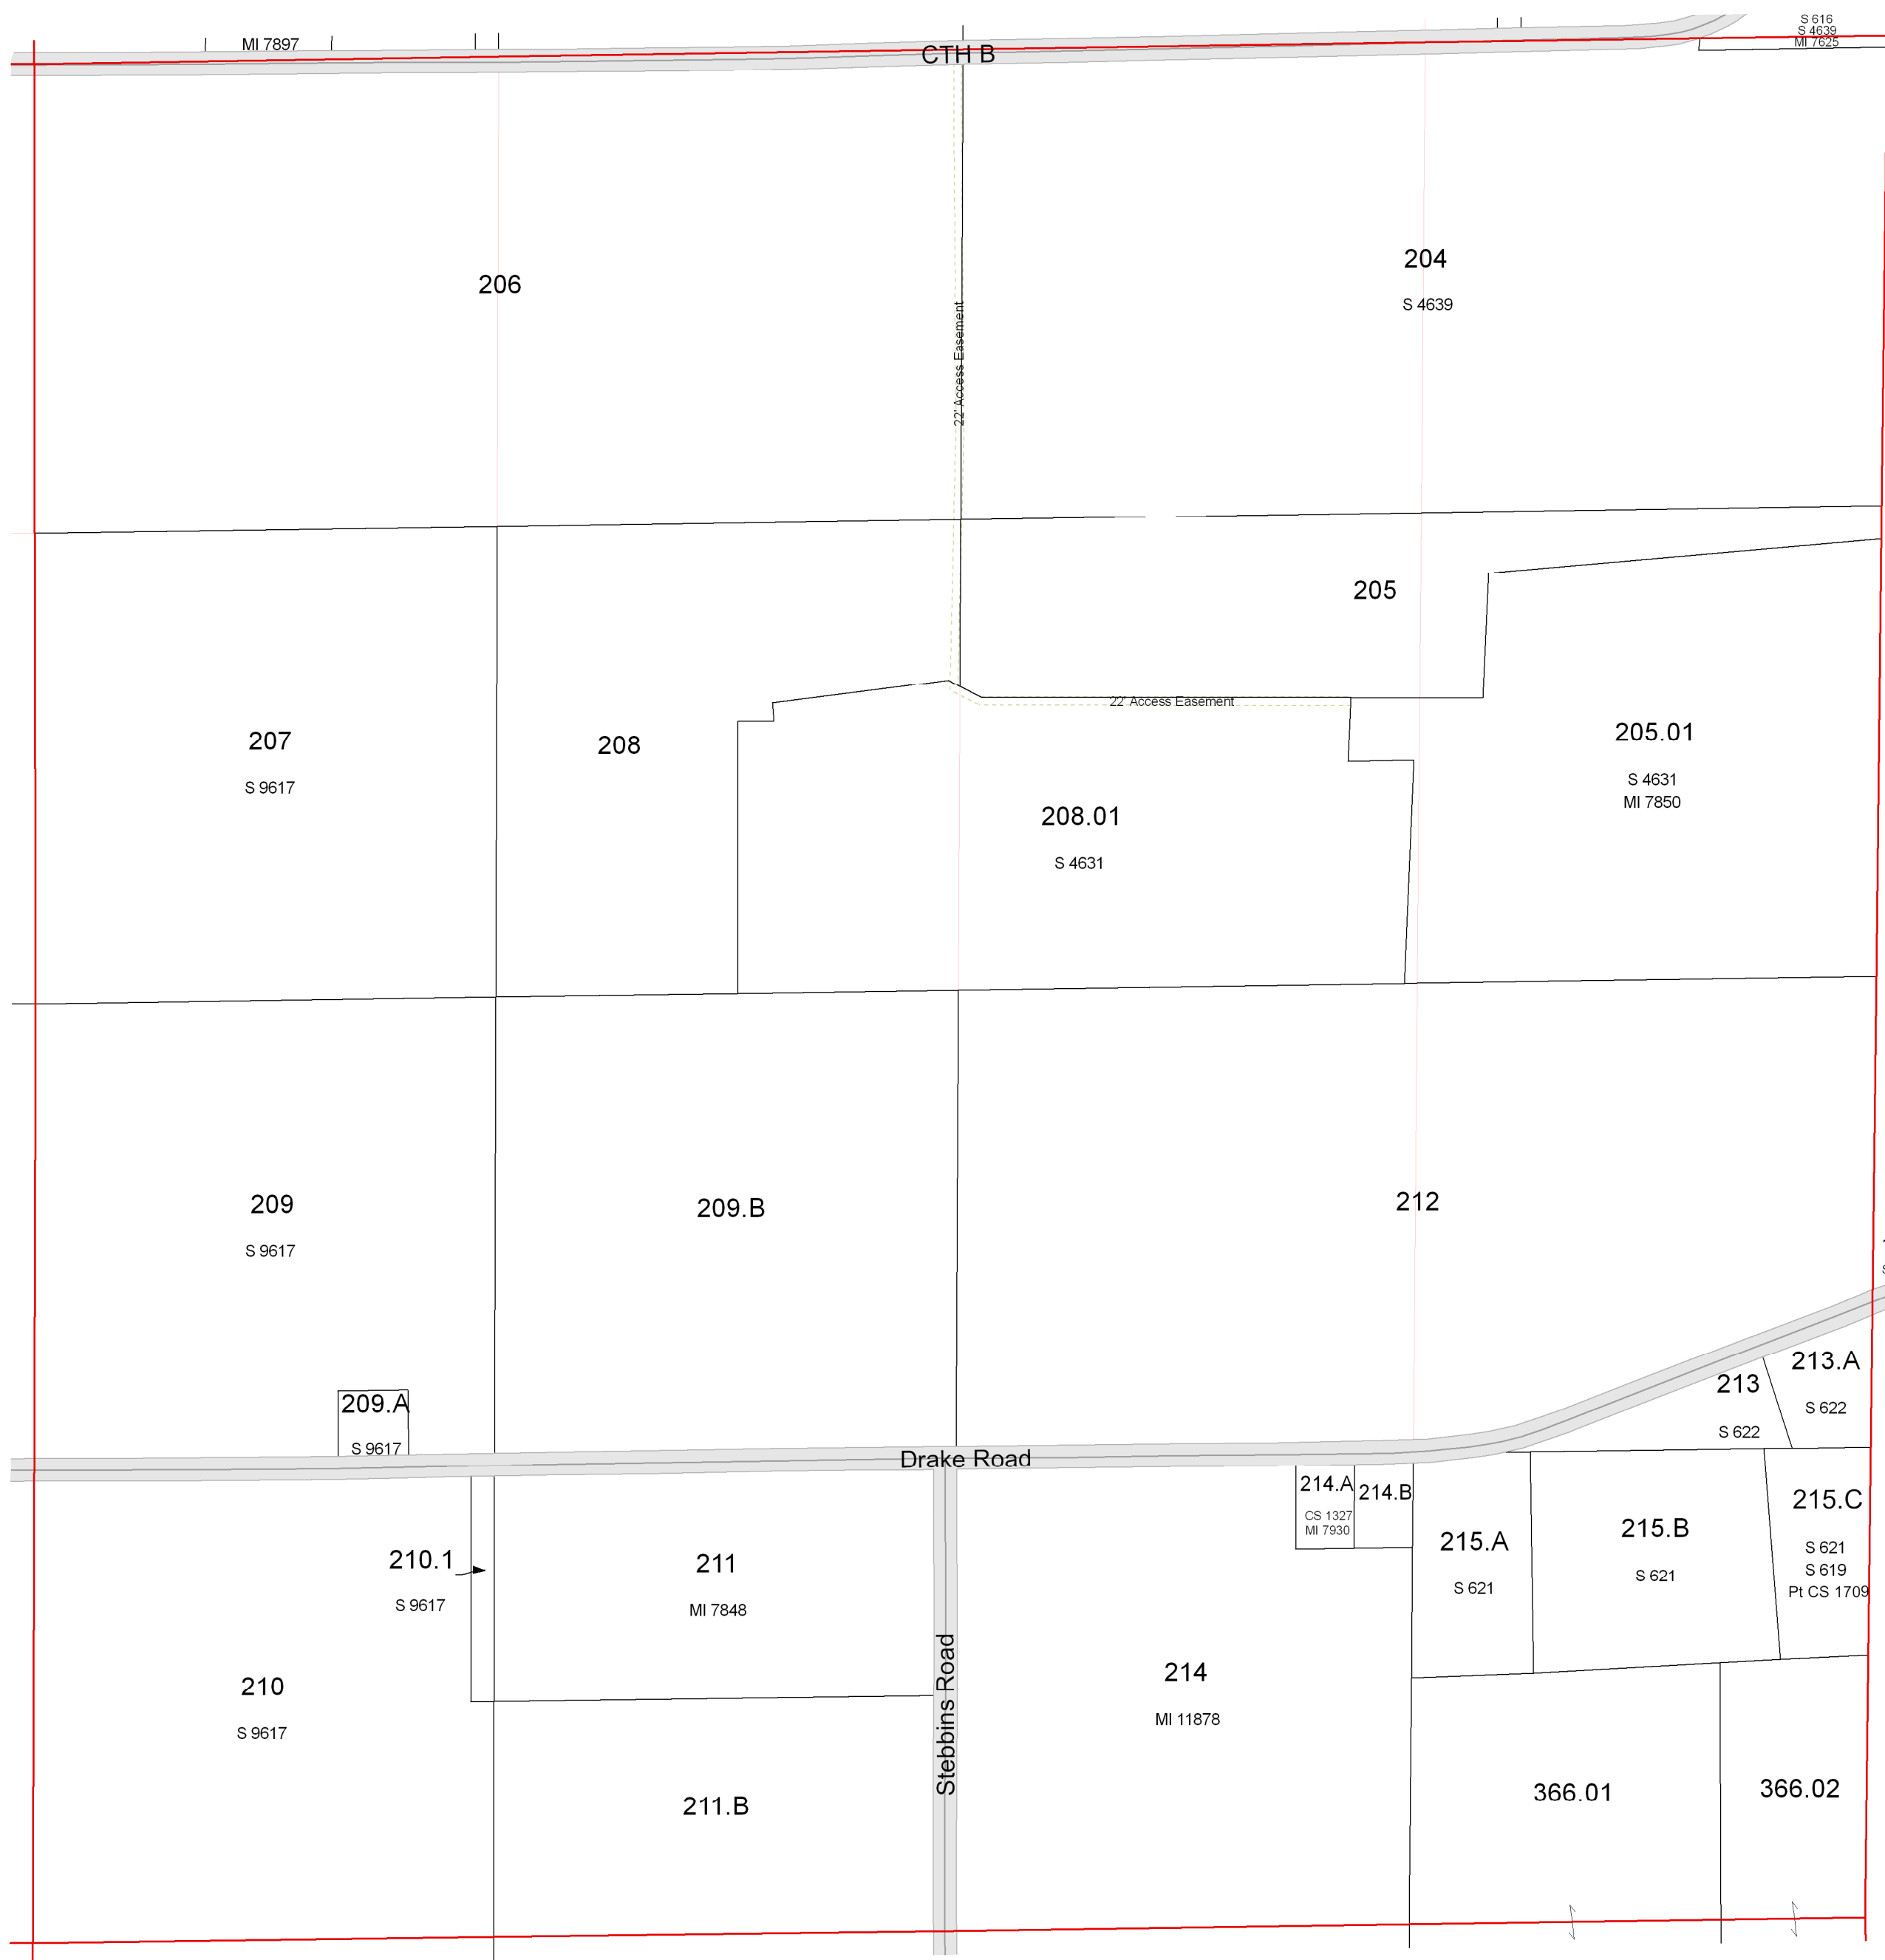 S 616
S 4639
MI 7625
MI 7897
CTH B
206
204
S 4639
22' Access Easement
205
22' Access Easement
207
S 9617
208
205.01
S 4631
MI 7850
208.01
S 4631
209
S 9617
209.B
212
209.A
S 9617
213.A
S 622
213
S 622
Drake Road
214.A
CS 1327
MI 7930
214.B
215.A
S 621
215.B
S 621
215.C
S 621
S 619
Pt CS 1709
210.1
S 9617
211
MI 7848
210
S 9617
Stebbins Road
214
MI 11878
211.B
366.01
366.02